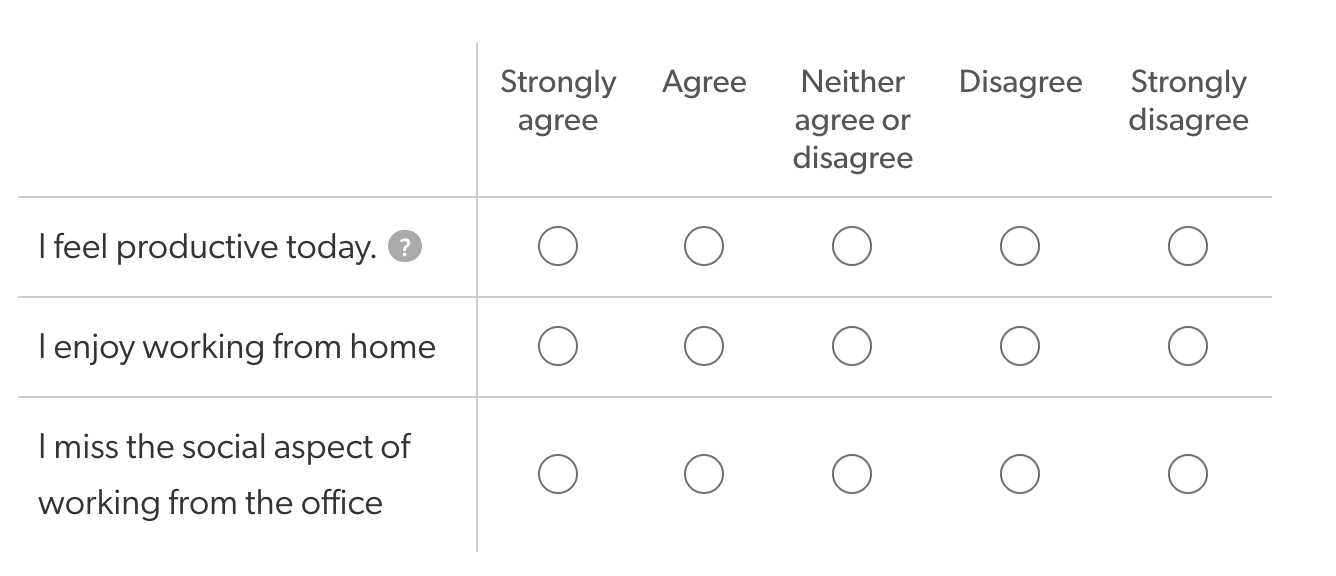 Strongly agree
Agree
Neither agree or disagree
Disagree
Strongly disagree
I feel productive today. ?
I enjoy working from home
I miss the social aspect of
working from the office